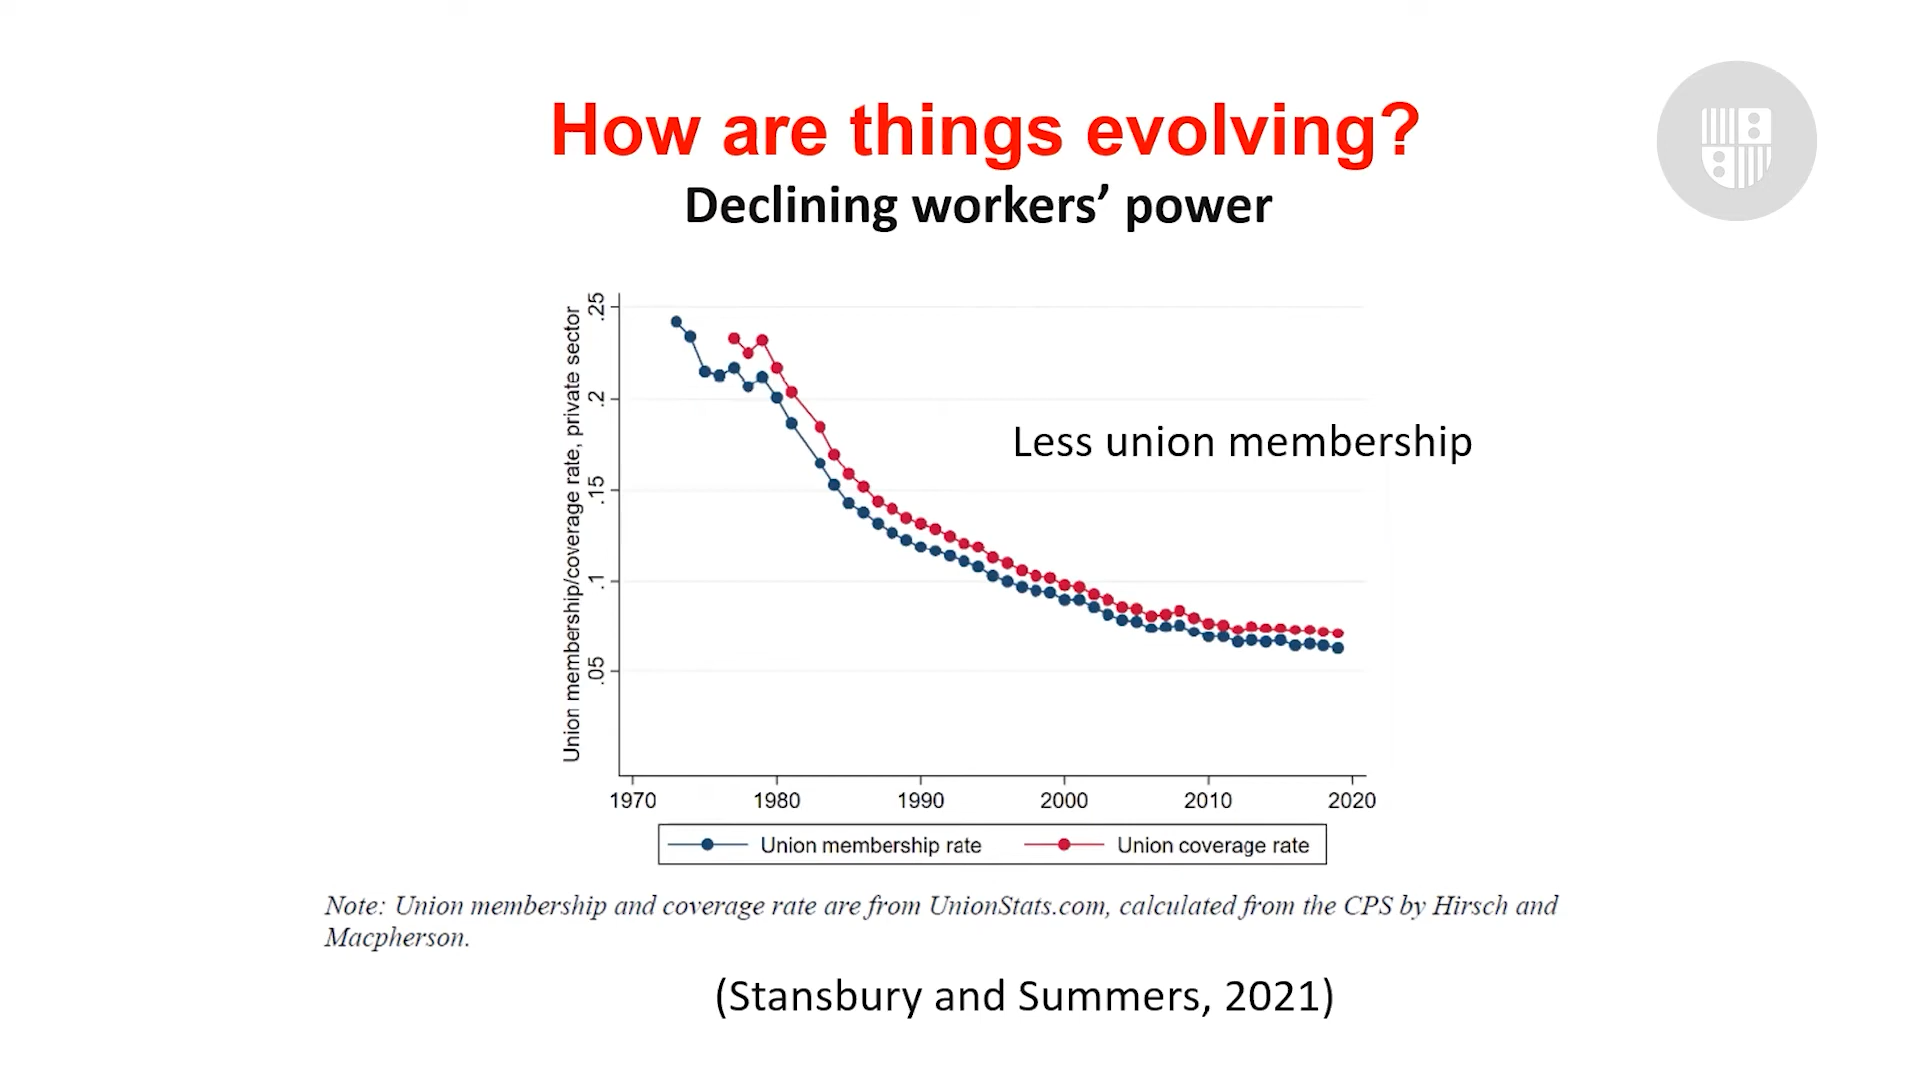 How are things evolving?
Declining workers’ power
Union membership/coverage rate, private sector
.25
.2
.15
.1
.05
Less union membership
1970 1980 1990 2000 2010 2020
Union membership rate Union coverage rate
Note: Union membership and coverage rate are from UnionStats.com, calculated from the CPS by Hirsch and
Macpherson.
(Stansbury and Summers, 2021)